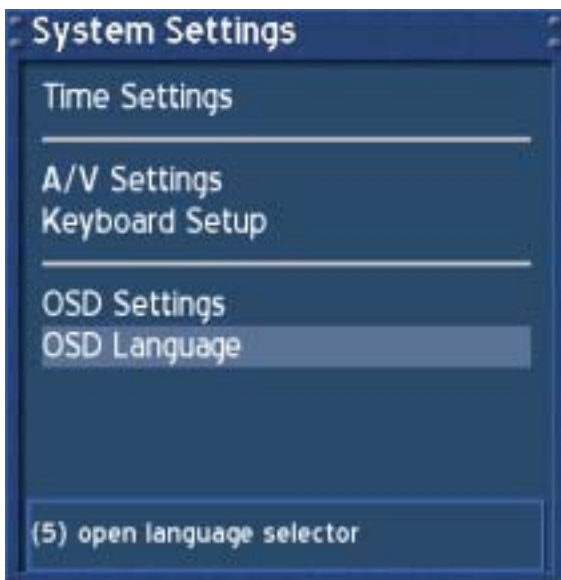 System Settings
Time Settings
A/V Settings
Keyboard Setup
OSD Settings
OSD Language
(5) open language selector